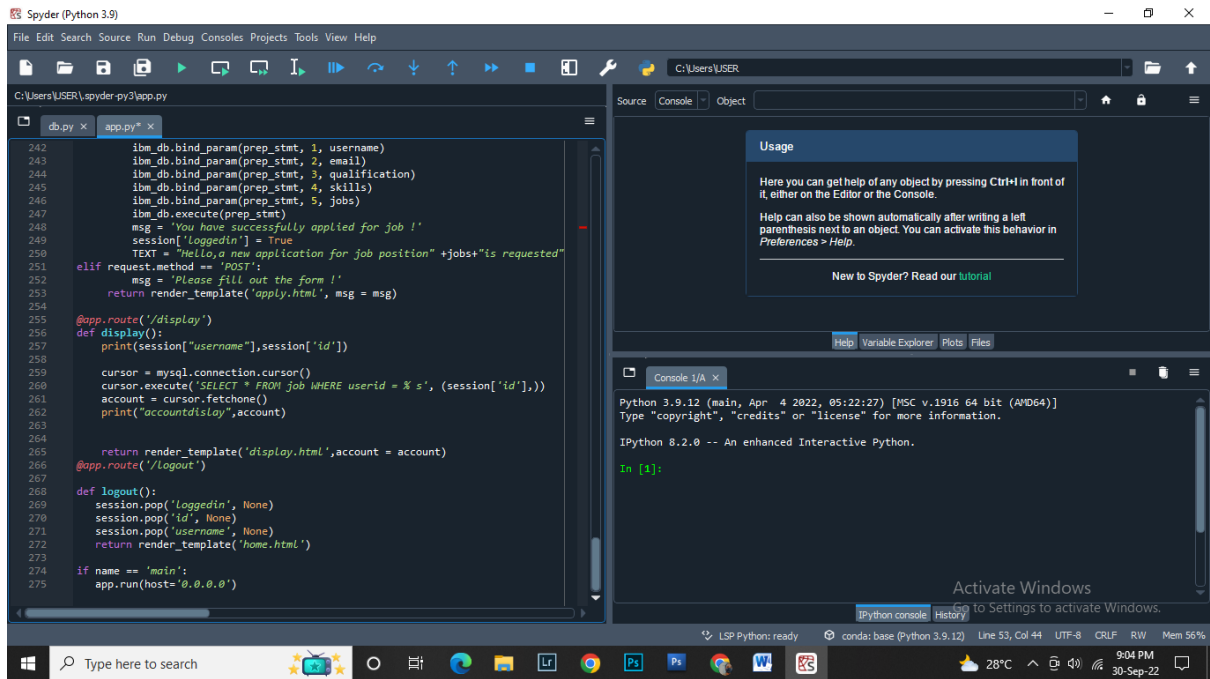 Spyder (Python 3.9)
File Edit Search Source Run Debug Consoles Projects Tools View Help
C:\Users\USER
C:\Users\USER\.spyder-py3\app.py
db.py
app.py*
242 ibm_db.bind_param(prep_stmt, 1, username)
243 ibm_db.bind_param(prep_stmt, 2, email)
244 ibm_db.bind_param(prep_stmt, 3, qualification)
245 ibm_db.bind_param(prep_stmt, 4, skills)
246 ibm_db.bind_param(prep_stmt, 5, jobs)
247 ibm_db.execute(prep_stmt)
248 msg = 'You have successfully applied for job !'
249 session['loggedin'] = True
250 TEXT = "Hello,a new application for job position" +jobs+"is requested"
251 elif request.method == 'POST':
252 msg = 'Please fill out the form !'
253 return render_template('apply.html', msg = msg)
254
255 @app.route('/display')
256 def display():
257 print(session["username"],session['id'])
258
259 cursor = mysql.connection.cursor()
260 cursor.execute('SELECT * FROM job WHERE userid = % s', (session['id'],))
261 account = cursor.fetchone()
262 print("accountdislay",account)
263
264
265 return render_template('display.html',account = account)
266 @app.route('/logout')
267
268 def logout():
269 session.pop('loggedin', None)
270 session.pop('id', None)
271 session.pop('username', None)
272 return render_template('home.html')
273
274 if name == 'main':
275 app.run(host='0.0.0.0')
Source Console Object
Usage
Here you can get help of any object by pressing Ctrl+I in front of
it, either on the Editor or the Console.
Help can also be shown automatically after writing a left
parenthesis next to an object. You can activate this behavior in
Preferences > Help.
New to Spyder? Read our tutorial
Help Variable Explorer Plots Files
Console 1/A
Python 3.9.12 (main, Apr 4 2022, 05:22:27) [MSC v.1916 64 bit (AMD64)]
Type "copyright", "credits" or "license" for more information.
IPython 8.2.0 -- An enhanced Interactive Python.
In [1]:
Activate Windows
Go to Settings to activate Windows.
IPython console History
LSP Python: ready conda: base (Python 3.9.12) Line 53, Col 44 UTF-8 CRLF RW Mem 56%
Type here to search
Lr
Ps
Ps
W
28°C
9:04 PM
30-Sep-22